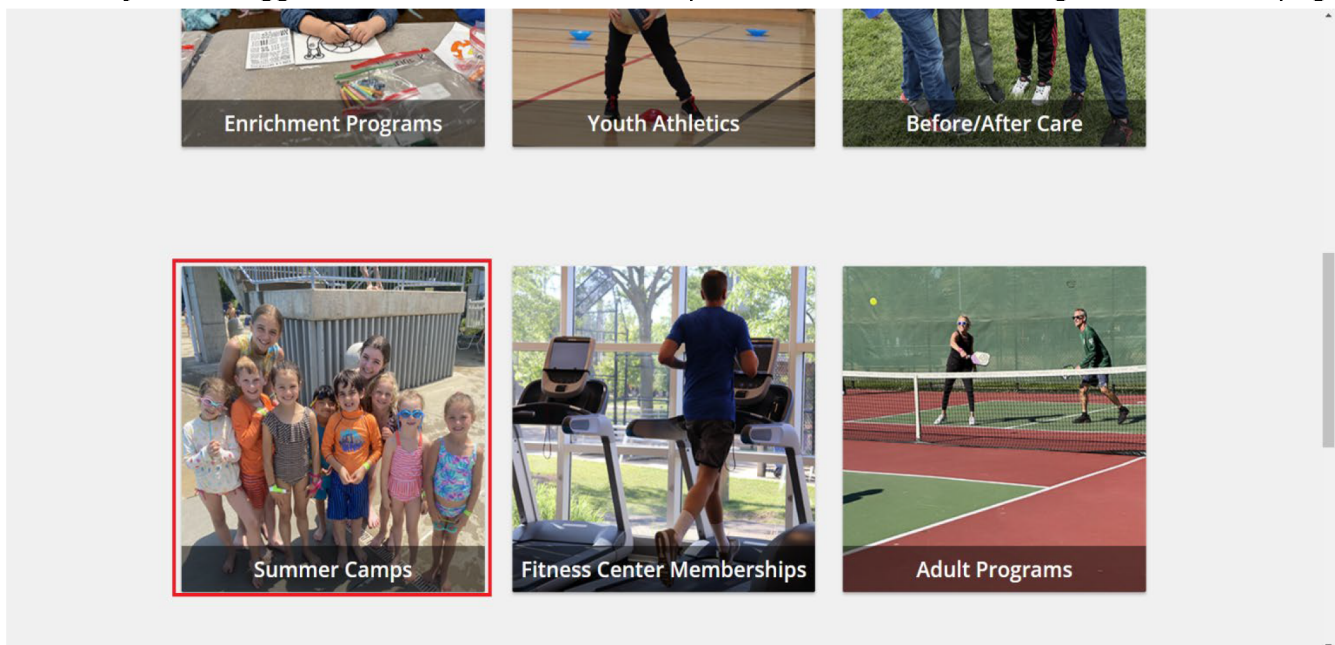 Enrichment Programs
Youth Athletics
Before/After Care
Summer Camps
Fitness Center Memberships
Adult Programs